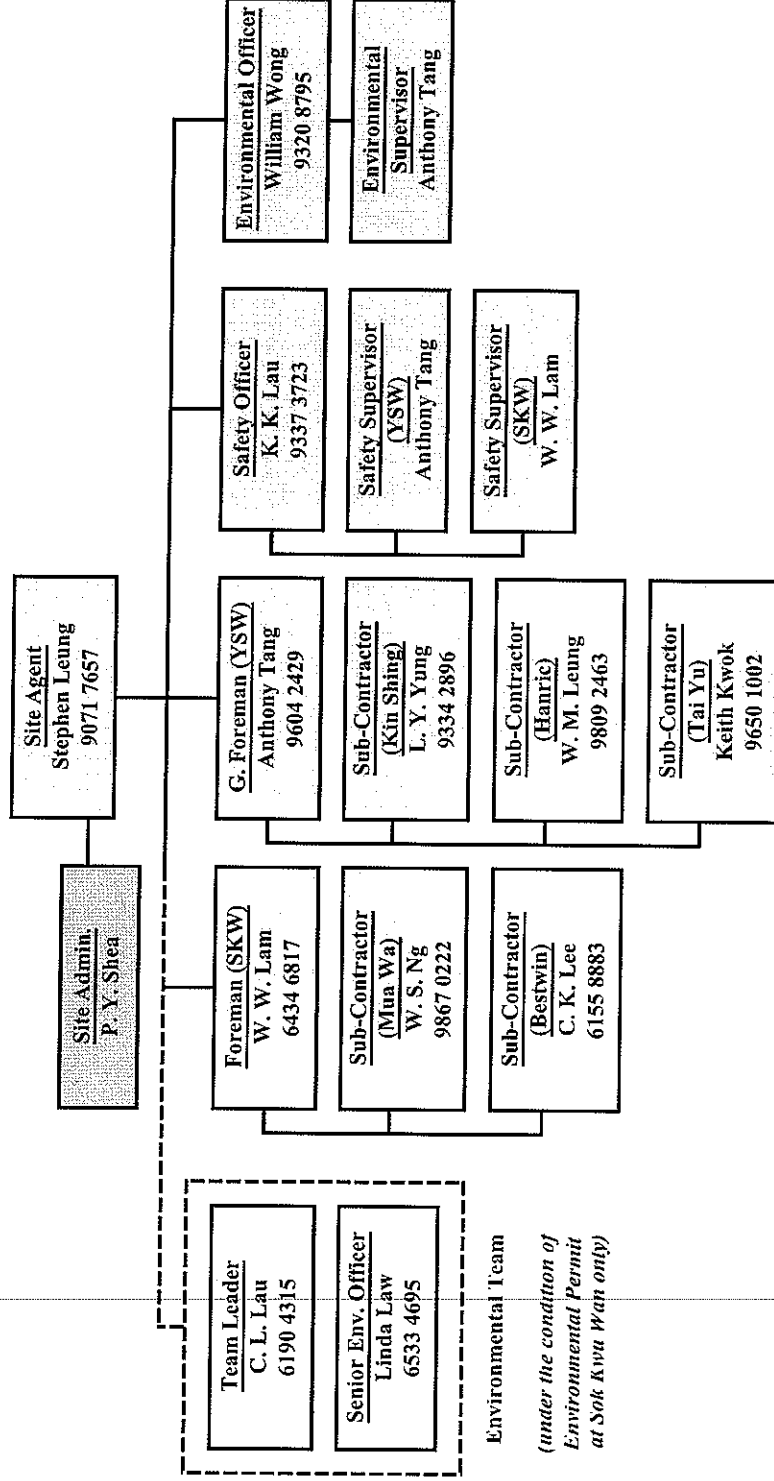 Site Agent
Stephen Leung
9071 7657
Site Admin.
P. Y. Shea
Team Leader
C. L. Lau
6190 4315
Senior Env. Officer
Linda Law
6533 4695
Environmental Team
(under the condition of
Environmental Permit
at Sok Kwu Wan only)
Foreman (SKW)
W. W. Lam
6434 6817
Sub-Contractor
(Mua Wa)
W. S. Ng
9867 0222
Sub-Contractor
(Bestwin)
C. K. Lee
6155 8883
G. Foreman (YSW)
Anthony Tang
9604 2429
Sub-Contractor
(Kin Shing)
L. Y. Yung
9334 2896
Sub-Contractor
(Hanric)
W. M. Leung
9809 2463
Sub-Contractor
(Tai Yu)
Keith Kwok
9650 1002
Safety Officer
K. K. Lau
9337 3723
Safety Supervisor
(YSW)
Anthony Tang
Safety Supervisor
(SKW)
W. W. Lam
Environmental Officer
William Wong
9320 8795
Environmental
Supervisor
Anthony Tang